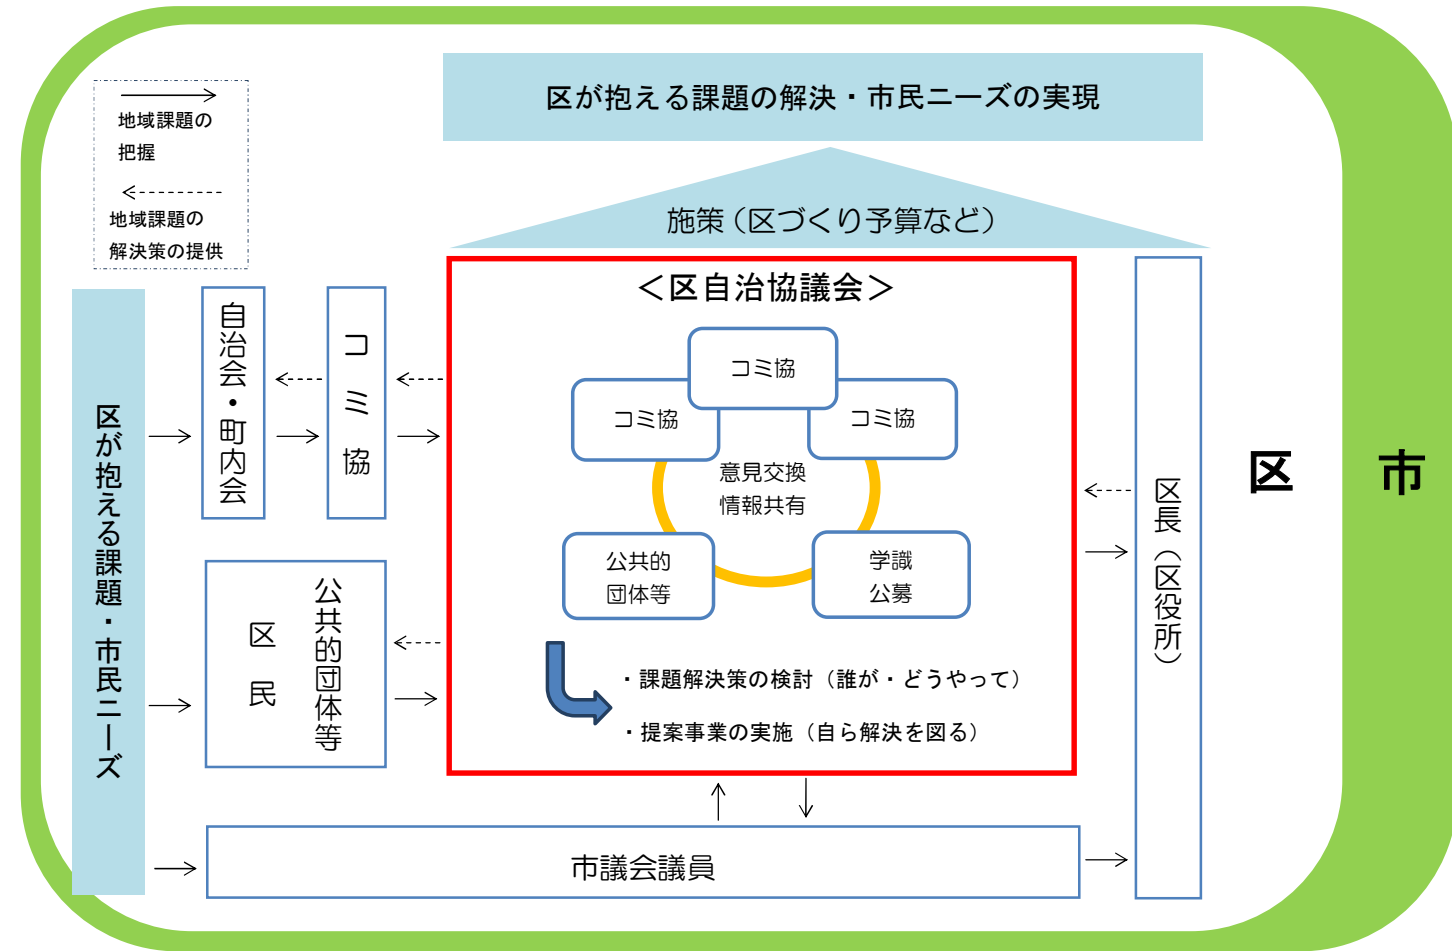 区が抱える課題の解決・市民ニーズの実現
地域課題の
把握
地域課題の
解決策の提供
施策（区づくり予算など）
＜区自治協議会＞
区が抱える課題・市民ニーズ
自治会・町内会
コミ協
コミ協
コミ協
コミ協
意見交換
情報共有
公共的
団体等
学識
公募
公共的団体等
区民
・課題解決策の検討（誰が・どうやって）
・提案事業の実施（自ら解決を図る）
市議会議員
区長（区役所）
区
市